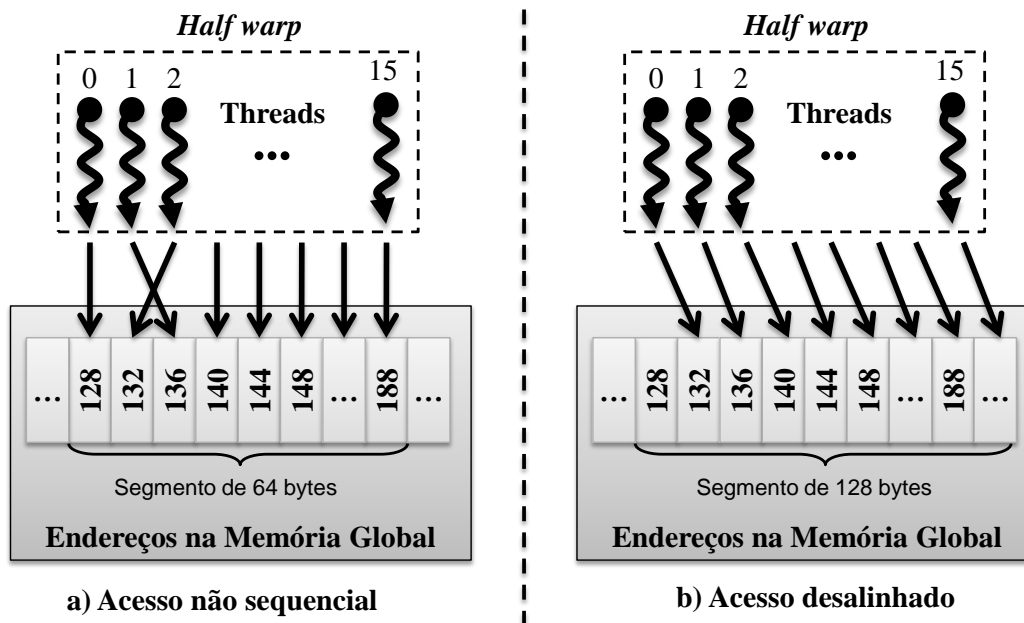 Half warp
0 1 2 15
Threads
...
... 128 132 136 140 144 148 ... 188 ...
Segmento de 64 bytes
Endereços na Memória Global
a) Acesso não sequencial
Half warp
0 1 2 15
Threads
...
... 128 132 136 140 144 148 ... 188 ...
Segmento de 128 bytes
Endereços na Memória Global
b) Acesso desalinhado